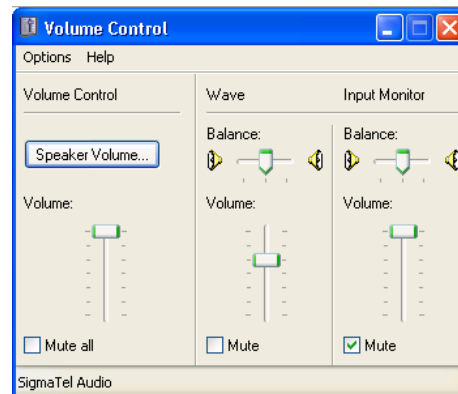 Volume Control
Options Help
Volume Control Wave Input Monitor
Balance: Balance:
Speaker Volume...
Volume: Volume: Volume:
Mute all Mute Mute
SigmaTel Audio